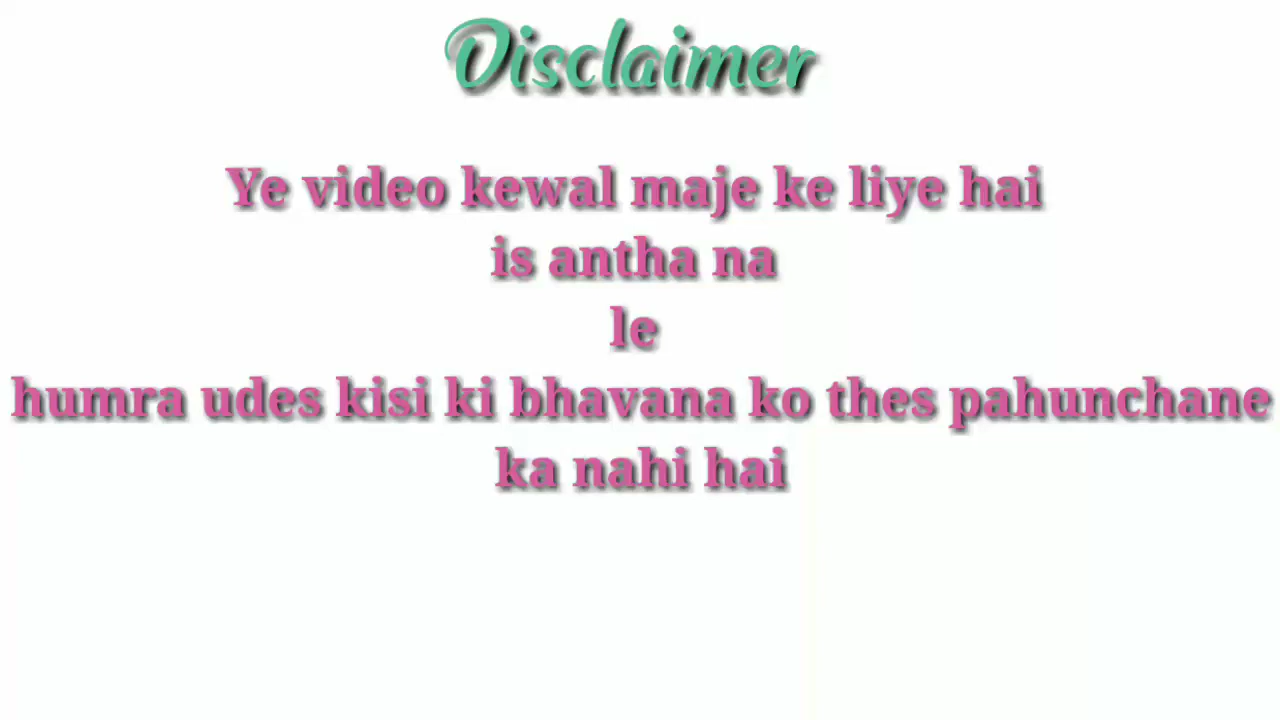 Disclaimer
Ye video kewal maje ke liye hai
is antha na
le
humra udes kisi ki bhavana ko thes pahunchane
ka nahi hai